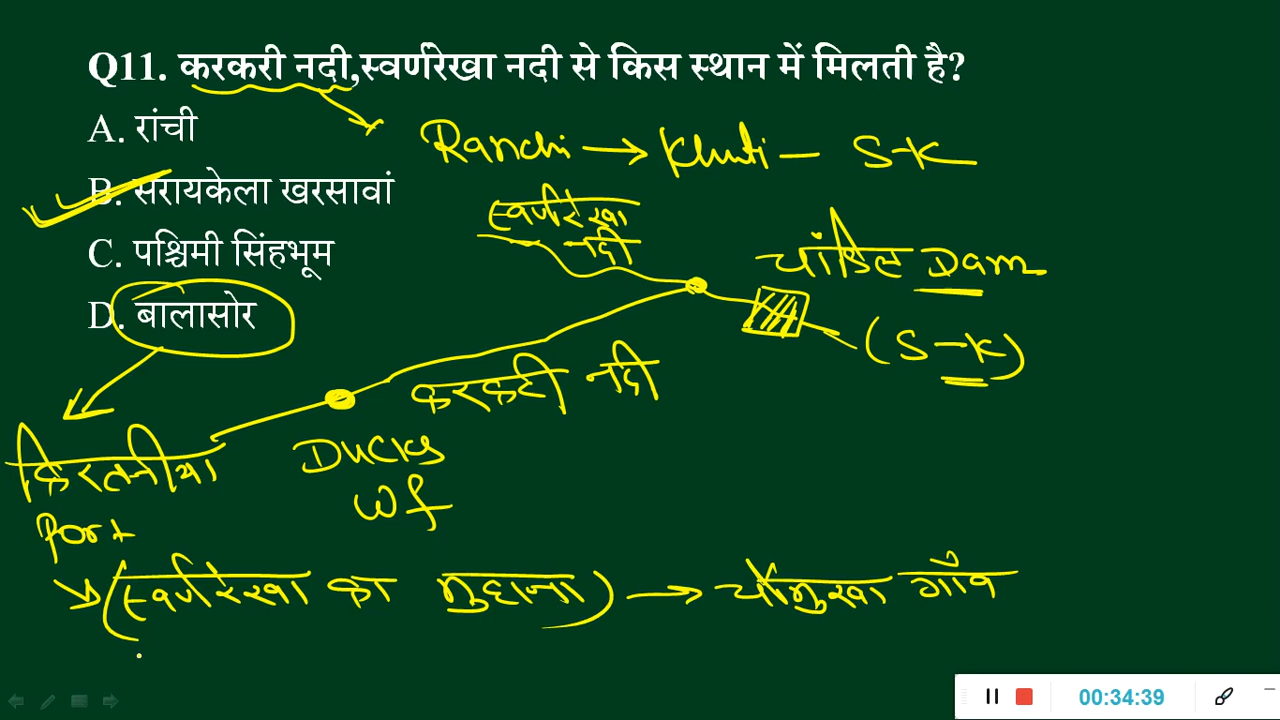 Q11. करकरी नदी,स्वर्णरेखा नदी से किस स्थान में मिलती है?
A. रांची
Ranchi → Khuti — S-K
B. सरायकेला खरसावां
स्वर्णरेखा
नदी
C. पश्चिमी सिंहभूम
चांडिल Dam
D. बालासोर
(S-K)
करकरी नदी
किरतनीया
Port
Ducks
Wf
(स्वर्णरेखा का मुहाना) → चौमुखा गाँव
00:34:39